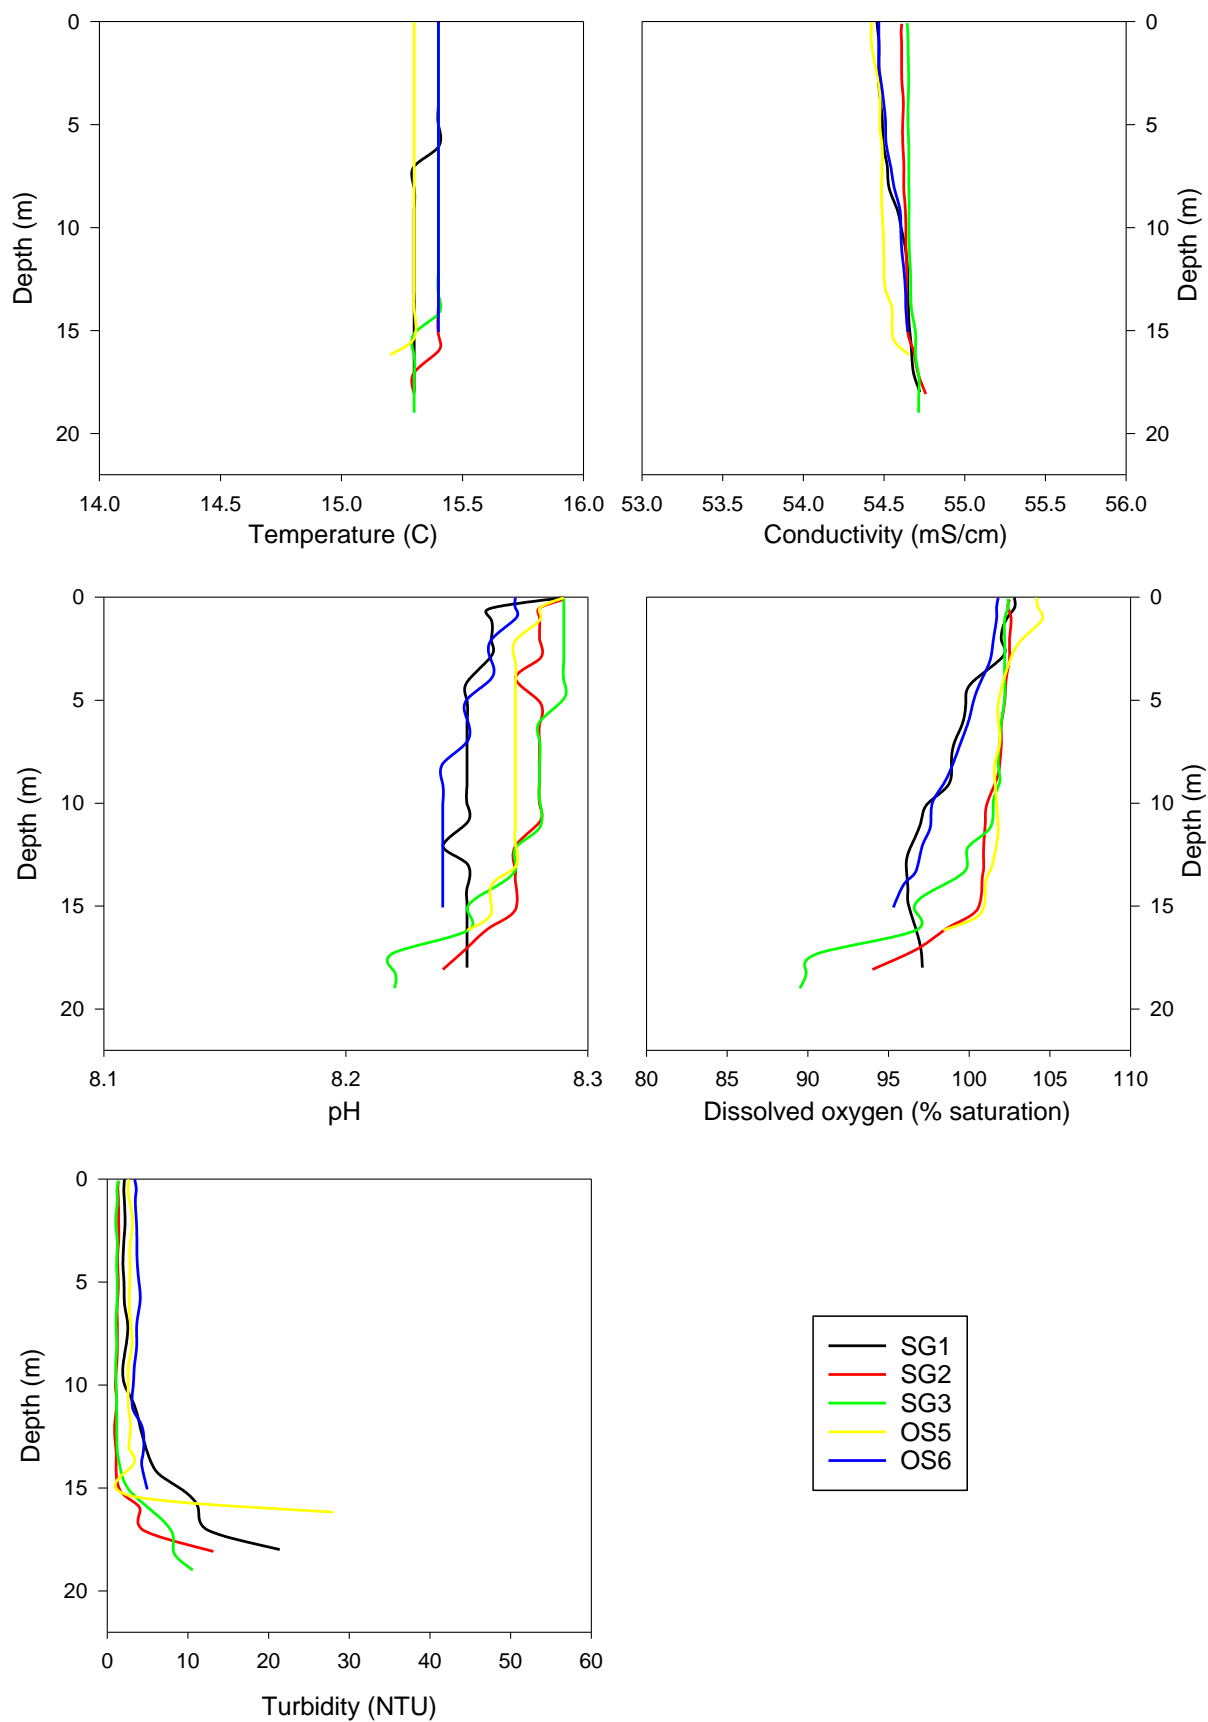 0
5
10
15
20
Depth (m)
14.0 14.5 15.0 15.5 16.0
Temperature (C)
0
5
10
15
20
Depth (m)
53.0 53.5 54.0 54.5 55.0 55.5 56.0
Conductivity (mS/cm)
0
5
10
15
20
Depth (m)
8.1 8.2 8.3
pH
0
5
10
15
20
Depth (m)
80 85 90 95 100 105 110
Dissolved oxygen (% saturation)
0
5
10
15
20
Depth (m)
0 10 20 30 40 50 60
Turbidity (NTU)
SG1
SG2
SG3
OS5
OS6